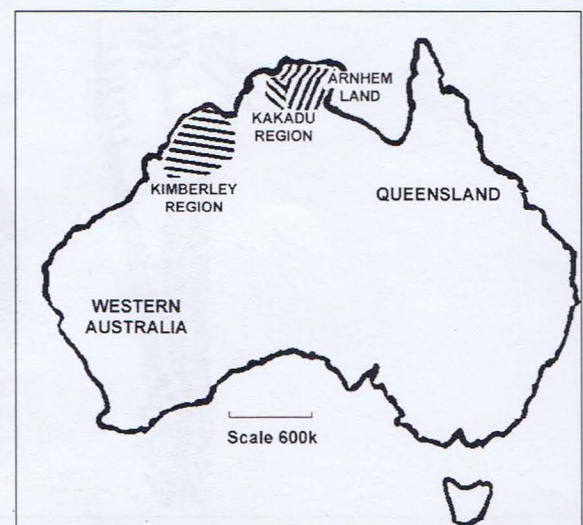 ARNHEM
LAND
KAKADU
REGION
KIMBERLEY
REGION
QUEENSLAND
WESTERN
AUSTRALIA
Scale 600k